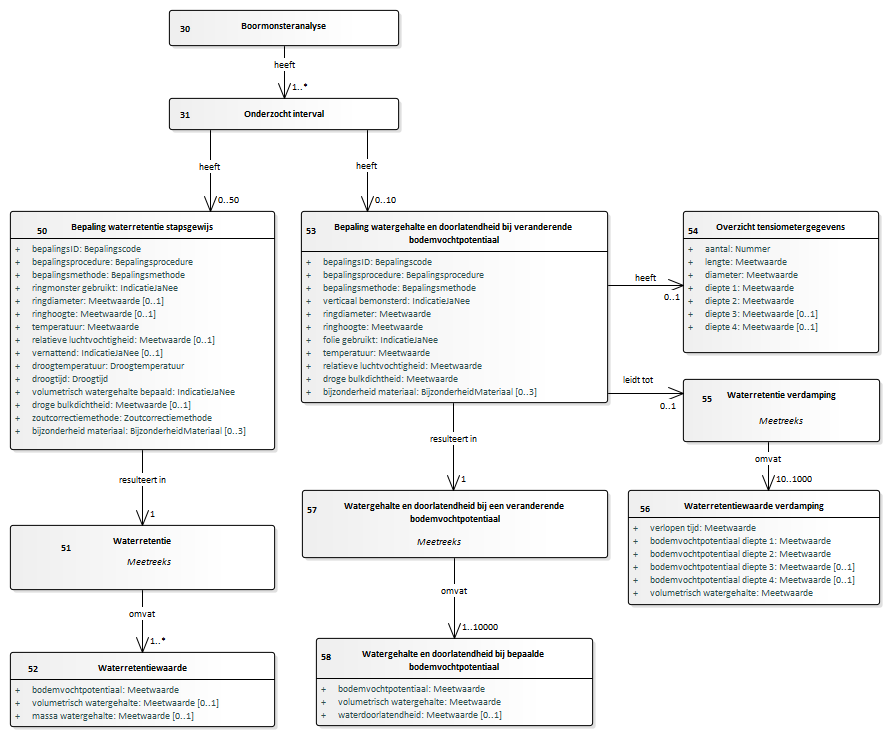 30 Boormonsteranalyse
heeft
1..*
31 Onderzocht interval
heeft
0..50
heeft
0..10
50 Bepaling waterretentie stapsgewijs
+ bepalingsID: Bepalingscode
+ bepalingsprocedure: Bepalingsprocedure
+ bepalingsmethode: Bepalingsmethode
+ ringmonster gebruikt: IndicatieJaNee
+ ringdiameter: Meetwaarde [0..1]
+ ringhoogte: Meetwaarde [0..1]
+ temperatuur: Meetwaarde
+ relatieve luchtvochtigheid: Meetwaarde [0..1]
+ vernattend: IndicatieJaNee [0..1]
+ droogtemperatuur: Droogtemperatuur
+ droogtijd: Droogtijd
+ volumetrisch watergehalte bepaald: IndicatieJaNee
+ droge bulkdichtheid: Meetwaarde [0..1]
+ zoutcorrectiemethode: Zoutcorrectiemethode
+ bijzonderheid materiaal: BijzonderheidMateriaal [0..3]
53 Bepaling watergehalte en doorlatendheid bij veranderende
bodemvochtpotentiaal
+ bepalingsID: Bepalingscode
+ bepalingsprocedure: Bepalingsprocedure
+ bepalingsmethode: Bepalingsmethode
+ verticaal bemonsterd: IndicatieJaNee
+ ringdiameter: Meetwaarde
+ ringhoogte: Meetwaarde
+ folie gebruikt: IndicatieJaNee
+ temperatuur: Meetwaarde
+ relatieve luchtvochtigheid: Meetwaarde
+ droge bulkdichtheid: Meetwaarde
+ bijzonderheid materiaal: BijzonderheidMateriaal [0..3]
heeft
0..1
54 Overzicht tensiometergegevens
+ aantal: Nummer
+ lengte: Meetwaarde
+ diameter: Meetwaarde
+ diepte 1: Meetwaarde
+ diepte 2: Meetwaarde
+ diepte 3: Meetwaarde [0..1]
+ diepte 4: Meetwaarde [0..1]
leidt tot
0..1
55 Waterretentie verdamping
Meetreeks
omvat
10..1000
56 Waterretentiewaarde verdamping
+ verlopen tijd: Meetwaarde
+ bodemvochtpotentiaal diepte 1: Meetwaarde
+ bodemvochtpotentiaal diepte 2: Meetwaarde
+ bodemvochtpotentiaal diepte 3: Meetwaarde [0..1]
+ bodemvochtpotentiaal diepte 4: Meetwaarde [0..1]
+ volumetrisch watergehalte: Meetwaarde
resulteert in
1
51 Waterretentie
Meetreeks
omvat
1..*
52 Waterretentiewaarde
+ bodemvochtpotentiaal: Meetwaarde
+ volumetrisch watergehalte: Meetwaarde [0..1]
+ massa watergehalte: Meetwaarde [0..1]
resulteert in
1
57 Watergehalte en doorlatendheid bij een veranderende
bodemvochtpotentiaal
Meetreeks
omvat
1..10000
58 Watergehalte en doorlatendheid bij bepaalde
bodemvochtpotentiaal
+ bodemvochtpotentiaal: Meetwaarde
+ volumetrisch watergehalte: Meetwaarde
+ waterdoorlatendheid: Meetwaarde [0..1]